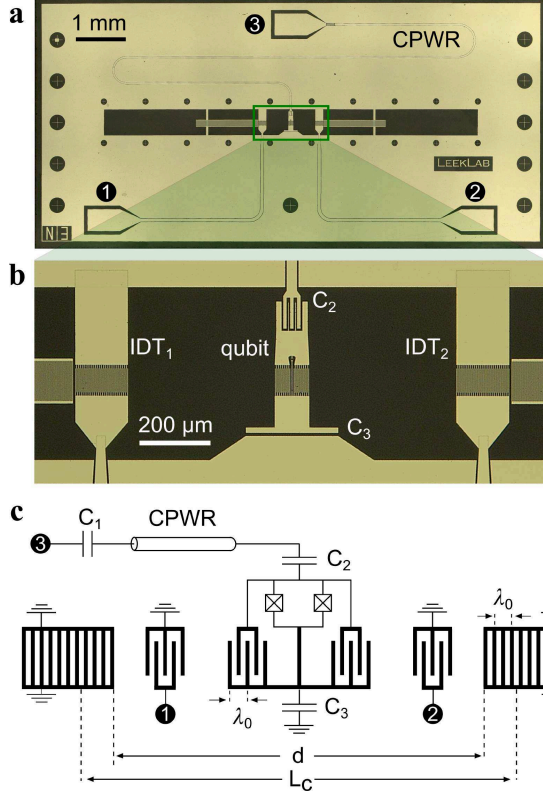 a
1 mm
3
CPWR
LEEKLAB
1
2
N3
b
C2
IDT1
qubit
IDT2
200 μm
C3
c
C1
CPWR
3
C2
λ0
λ0
C3
1
2
d
LC